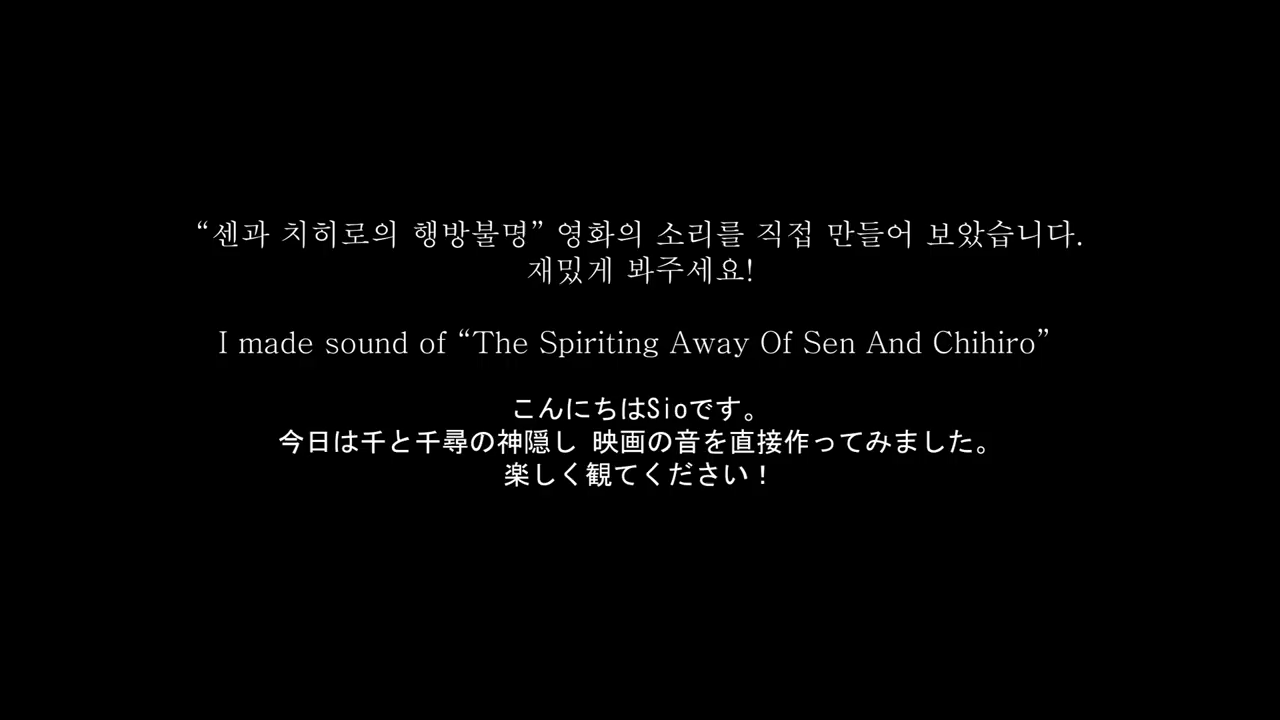 “센과 치히로의 행방불명” 영화의 소리를 직접 만들어 보았습니다.
재밌게 봐주세요!
I made sound of “The Spiriting Away Of Sen And Chihiro”
こんにちはSioです。
今日は千と千尋の神隠し 映画の音を直接作ってみました。
楽しく観てください！